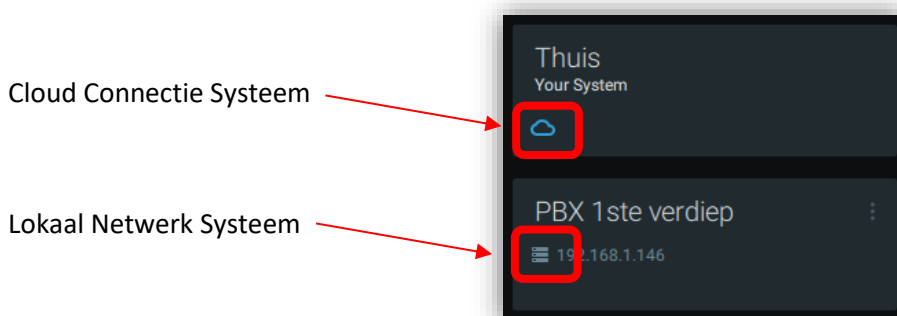 Thuis
Your System
Cloud Connectie Systeem
PBX 1ste verdiep
Lokaal Netwerk Systeem
192.168.1.146